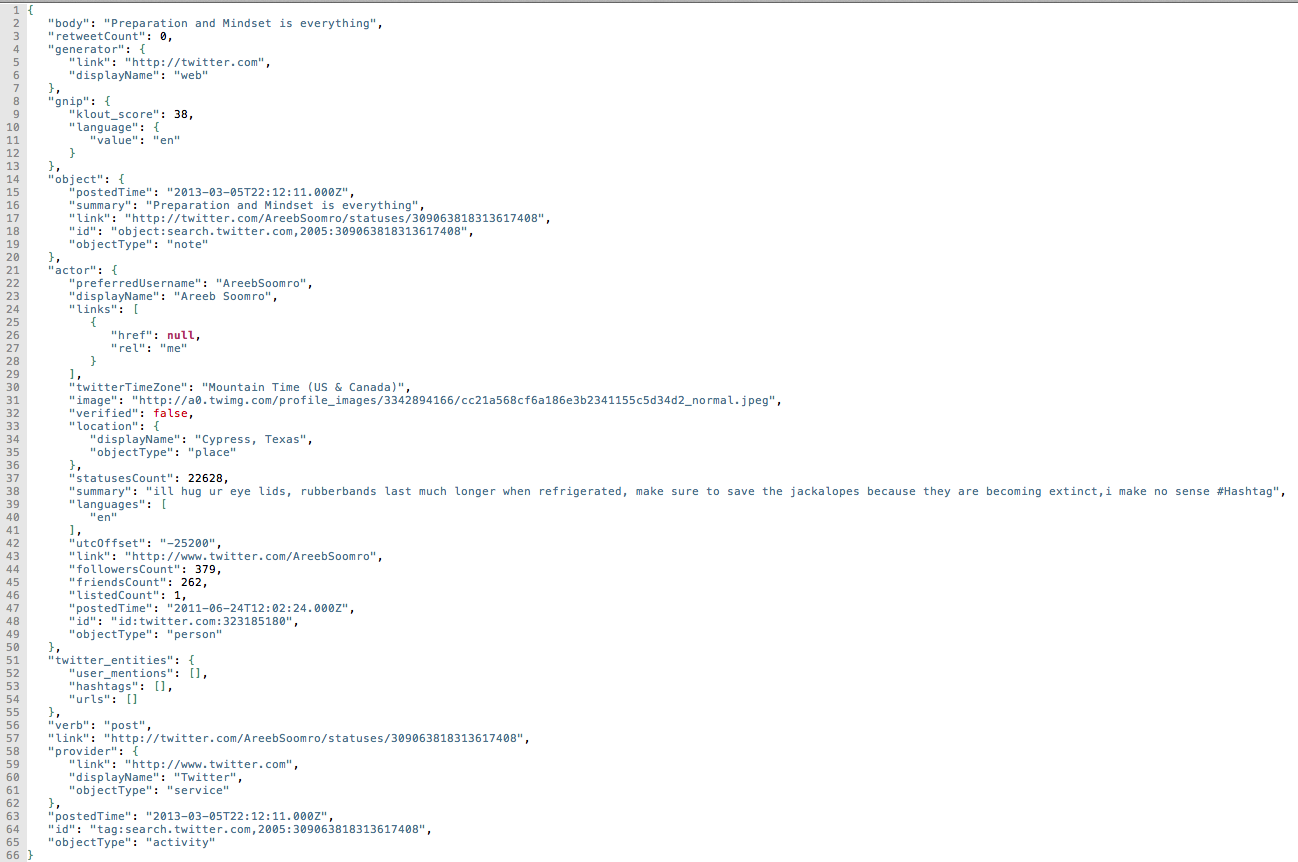 1 {
2 "body": "Preparation and Mindset is everything",
3 "retweetCount": 0,
4 "generator": {
5 "link": "http://twitter.com",
6 "displayName": "web"
7 },
8 "gnip": {
9 "klout_score": 38,
10 "language": {
11 "value": "en"
12 }
13 },
14 "object": {
15 "postedTime": "2013-03-05T22:12:11.000Z",
16 "summary": "Preparation and Mindset is everything",
17 "link": "http://twitter.com/AreebSoomro/statuses/309063818313617408",
18 "id": "object:search.twitter.com,2005:309063818313617408",
19 "objectType": "note"
20 },
21 "actor": {
22 "preferredUsername": "AreebSoomro",
23 "displayName": "Areeb Soomro",
24 "links": [
25 {
26 "href": null,
27 "rel": "me"
28 }
29 ],
30 "twitterTimeZone": "Mountain Time (US & Canada)",
31 "image": "http://a0.twimg.com/profile_images/3342894166/cc21a568cf6a186e3b2341155c5d34d2_normal.jpeg",
32 "verified": false,
33 "location": {
34 "displayName": "Cypress, Texas",
35 "objectType": "place"
36 },
37 "statusesCount": 22628,
38 "summary": "ill hug ur eye lids, rubberbands last much longer when refrigerated, make sure to save the jackalopes because they are becoming extinct,i make no sense #Hashtag",
39 "languages": [
40 "en"
41 ],
42 "utcOffset": "-25200",
43 "link": "http://www.twitter.com/AreebSoomro",
44 "followersCount": 379,
45 "friendsCount": 262,
46 "listedCount": 1,
47 "postedTime": "2011-06-24T12:02:24.000Z",
48 "id": "id:twitter.com:323185180",
49 "objectType": "person"
50 },
51 "twitter_entities": {
52 "user_mentions": [],
53 "hashtags": [],
54 "urls": []
55 },
56 "verb": "post",
57 "link": "http://twitter.com/AreebSoomro/statuses/309063818313617408",
58 "provider": {
59 "link": "http://www.twitter.com",
60 "displayName": "Twitter",
61 "objectType": "service"
62 },
63 "postedTime": "2013-03-05T22:12:11.000Z",
64 "id": "tag:search.twitter.com,2005:309063818313617408",
65 "objectType": "activity"
66 }